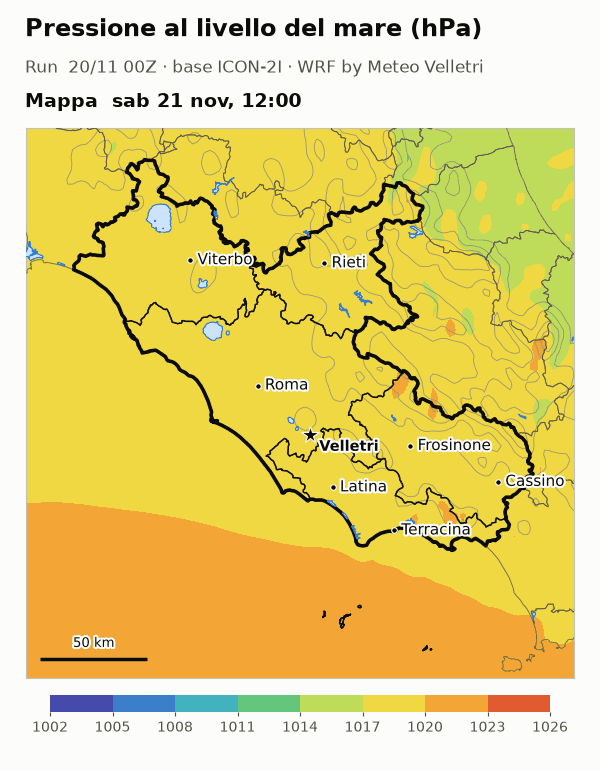 Pressione al livello del mare (hPa)
Run  20/11 00Z · base ICON-2I · WRF by Meteo Velletri
Mappa  sab 21 nov, 12:00
Viterbo
Rieti
Roma
Velletri
Frosinone
Cassino
Latina
Terracina
50 km
1002 1005 1008 1011 1014 1017 1020 1023 1026